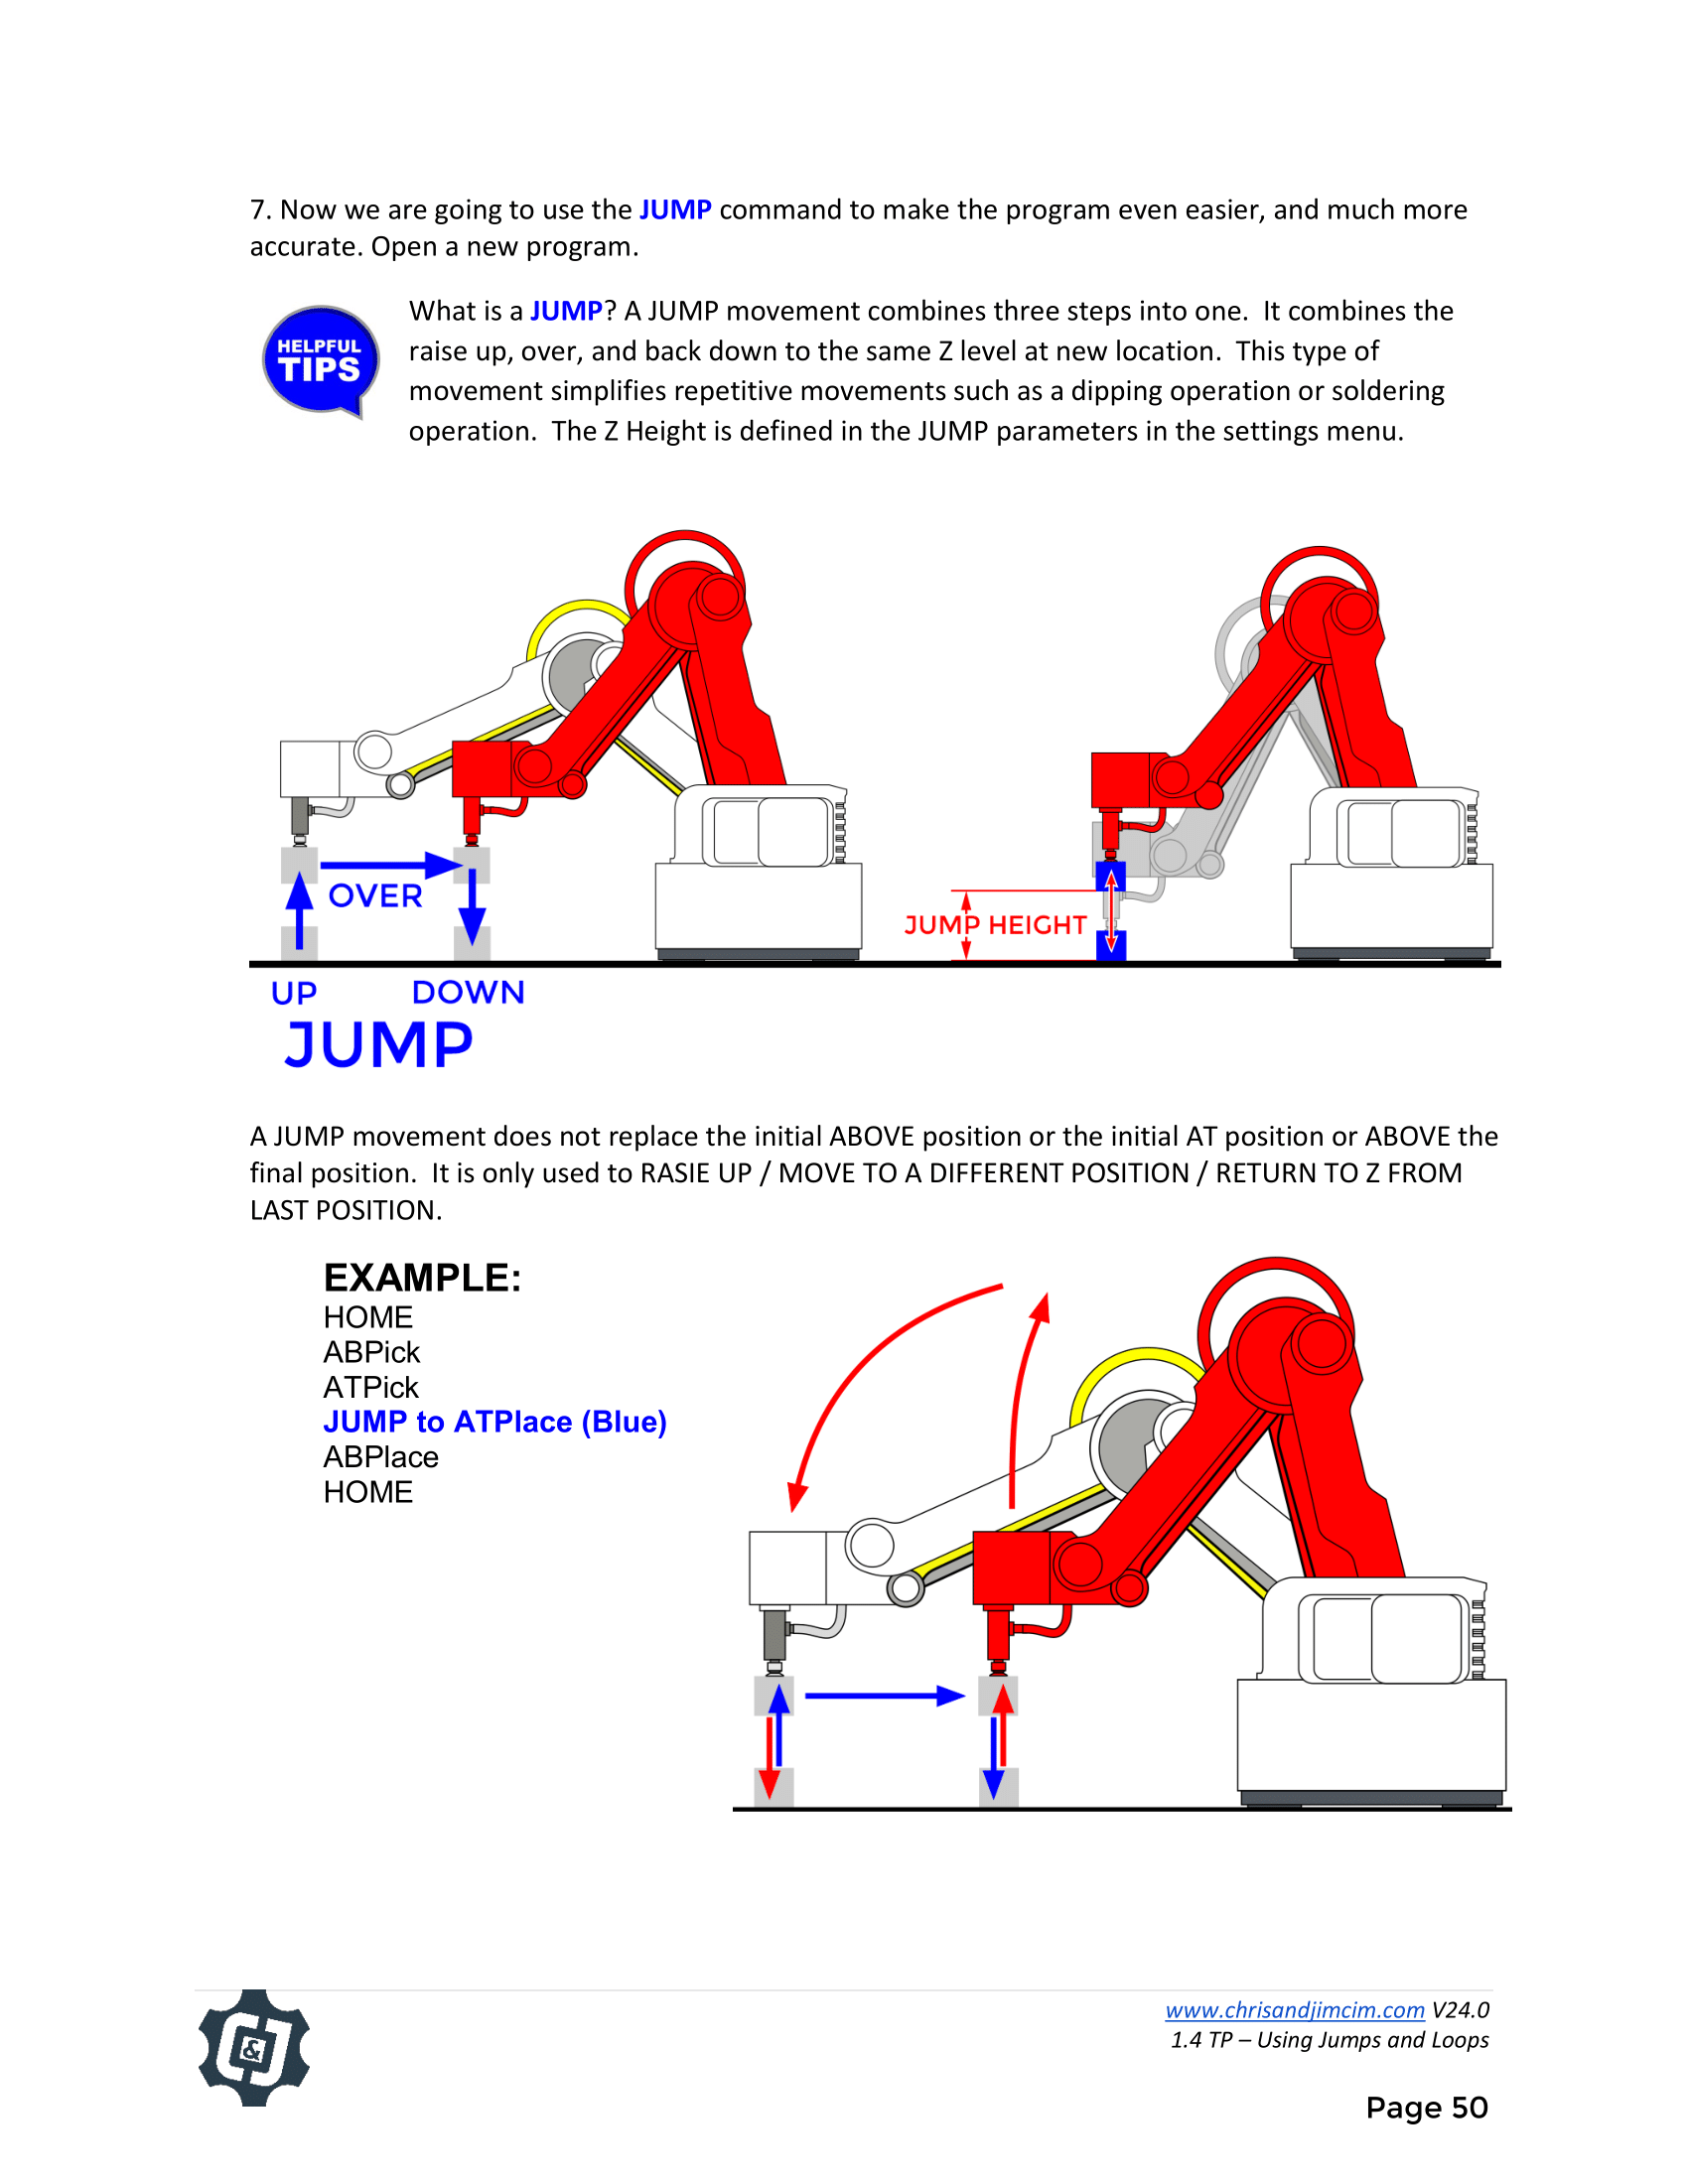 7. Now we are going to use the JUMP command to make the program even easier, and much more
accurate. Open a new program.
HELPFUL
TIPS
What is a JUMP? A JUMP movement combines three steps into one.  It combines the
raise up, over, and back down to the same Z level at new location.  This type of
movement simplifies repetitive movements such as a dipping operation or soldering
operation.  The Z Height is defined in the JUMP parameters in the settings menu.
OVER
JUMP HEIGHT
UP
DOWN
JUMP
A JUMP movement does not replace the initial ABOVE position or the initial AT position or ABOVE the
final position.  It is only used to RASIE UP / MOVE TO A DIFFERENT POSITION / RETURN TO Z FROM
LAST POSITION.
EXAMPLE:
HOME
ABPick
ATPick
JUMP to ATPlace (Blue)
ABPlace
HOME
C&J
www.chrisandjimcim.com V24.0
1.4 TP – Using Jumps and Loops
Page 50